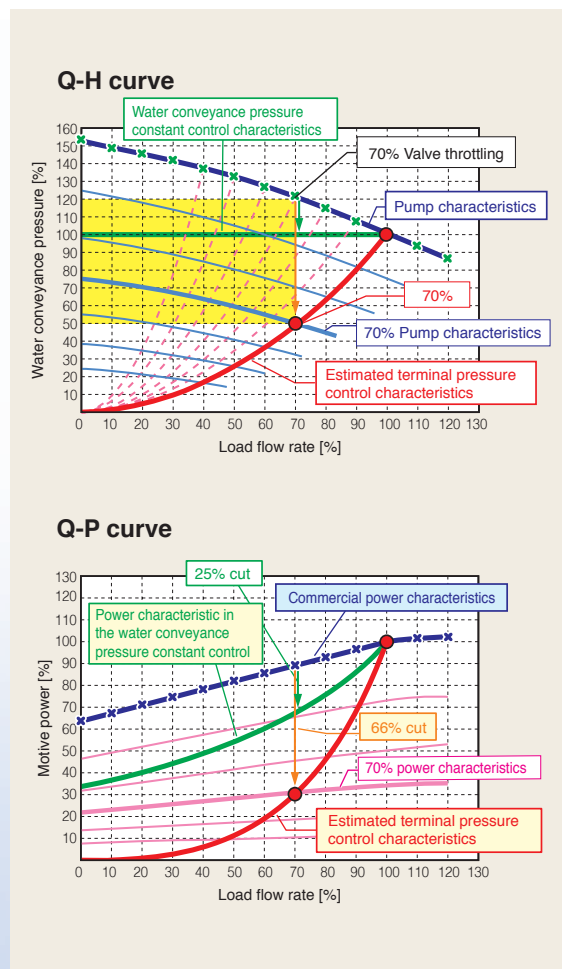 Q-H curve
Water conveyance pressure
constant control characteristics
160
150
140
130
120
110
100
90
80
70
60
50
40
30
20
10
Water conveyance pressure [%]
70% Valve throttling
Pump characteristics
70%
70% Pump characteristics
Estimated terminal pressure
control characteristics
0 10 20 30 40 50 60 70 80 90 100 110 120 130
Load flow rate [%]
Q-P curve
25% cut
130
120
110
100
90
80
70
60
50
40
30
20
10
Motive power [%]
Commercial power characteristics
Power characteristic in
the water conveyance
pressure constant control
66% cut
70% power characteristics
Estimated terminal pressure
control characteristics
0 10 20 30 40 50 60 70 80 90 100 110 120 130
Load flow rate [%]